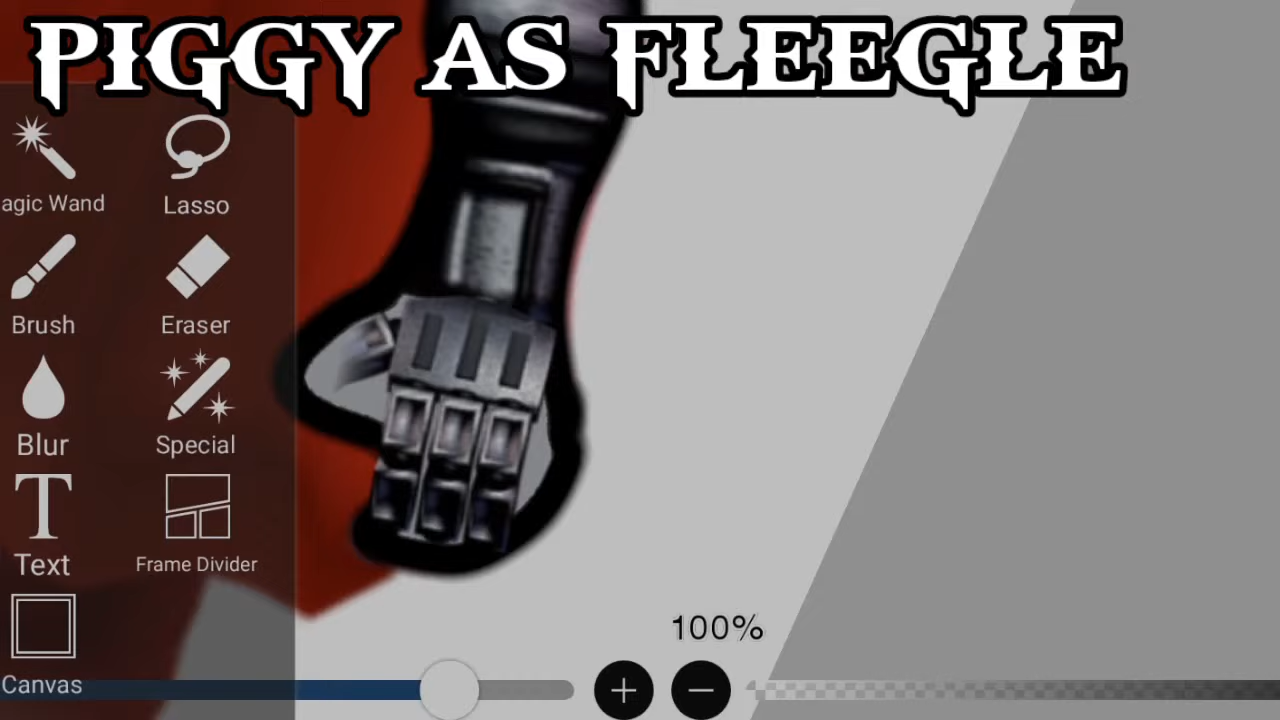 PIGGY AS FLEEGLE
agic Wand
Lasso
Brush
Eraser
Blur
Special
T
Text
Frame Divider
Canvas
100%